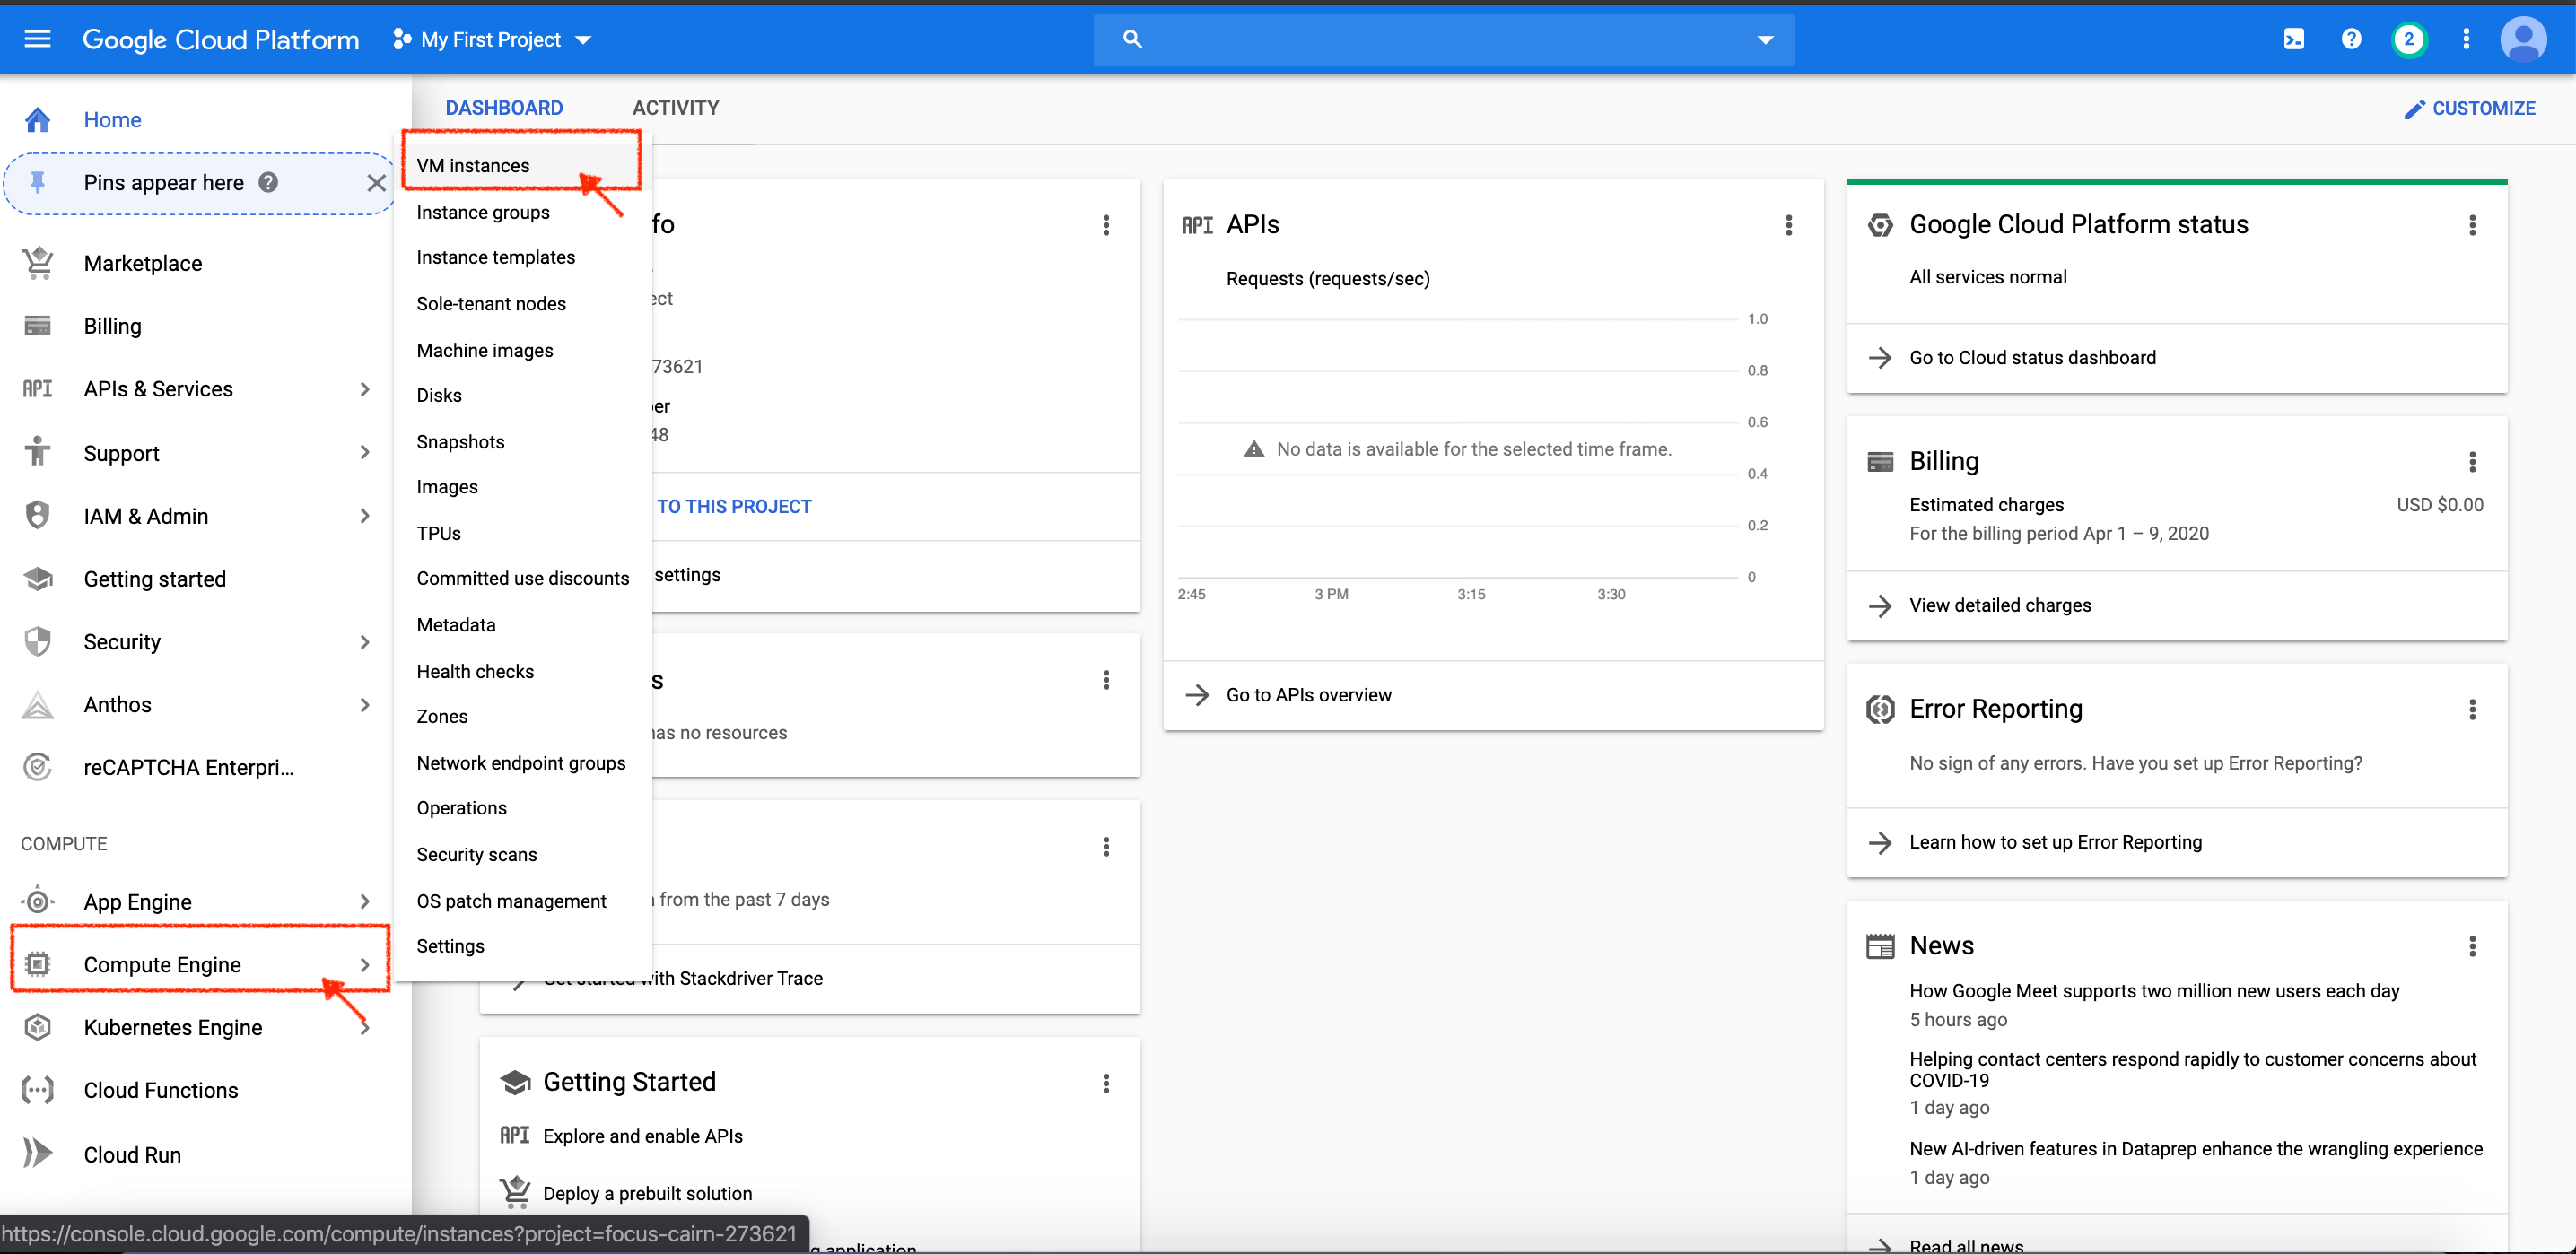 Google Cloud Platform
My First Project
2
Home
Pins appear here
Marketplace
Billing
API APIs & Services
Support
IAM & Admin
Getting started
Security
Anthos
reCAPTCHA Enterpri...
COMPUTE
App Engine
Compute Engine
Kubernetes Engine
Cloud Functions
Cloud Run
https://console.cloud.google.com/compute/instances?project=focus-cairn-273621
DASHBOARD
ACTIVITY
CUSTOMIZE
VM instances
Instance groups
Instance templates
Sole-tenant nodes
Machine images
Disks
Snapshots
Images
TPUs
Committed use discounts
Metadata
Health checks
Zones
Network endpoint groups
Operations
Security scans
OS patch management
Settings
fo
ect
73621
er
48
TO THIS PROJECT
settings
s
has no resources
from the past 7 days
Get started with Stackdriver Trace
Getting Started
API Explore and enable APIs
Deploy a prebuilt solution
g application
API APIs
Requests (requests/sec)
1.0
0.8
0.6
No data is available for the selected time frame.
0.4
0.2
0
2:45 3 PM 3:15 3:30
Go to APIs overview
Google Cloud Platform status
All services normal
Go to Cloud status dashboard
Billing
Estimated charges USD $0.00
For the billing period Apr 1 – 9, 2020
View detailed charges
Error Reporting
No sign of any errors. Have you set up Error Reporting?
Learn how to set up Error Reporting
News
How Google Meet supports two million new users each day
5 hours ago
Helping contact centers respond rapidly to customer concerns about
COVID-19
1 day ago
New AI-driven features in Dataprep enhance the wrangling experience
1 day ago
Read all news